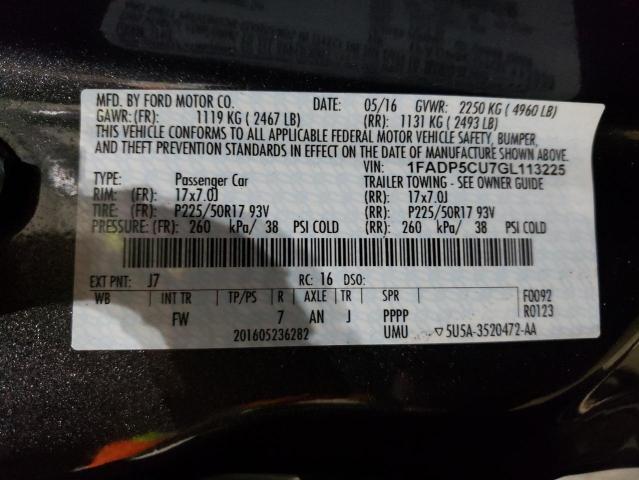 MFD. BY FORD MOTOR CO. DATE: 05/16 GVWR: 2250 KG ( 4960 LB)
GAWR: (FR): 1119 KG ( 2467 LB) (RR): 1131 KG ( 2493 LB)
THIS VEHICLE CONFORMS TO ALL APPLICABLE FEDERAL MOTOR VEHICLE SAFETY, BUMPER,
AND THEFT PREVENTION STANDARDS IN EFFECT ON THE DATE OF MANUFACTURE SHOWN ABOVE.
VIN: 1FADP5CU7GL113225
TYPE: Passenger Car TRAILER TOWING - SEE OWNER GUIDE
RIM: (FR): 17x7.0J (RR): 17x7.0J
TIRE: (FR): P225/50R17 93V (RR): P225/50R17 93V
PRESSURE: (FR): 260 kPa/ 38 PSI COLD (RR): 260 kPa/ 38 PSI COLD
EXT PNT: J7 RC: 16 DSO:
WB INT TR TP/PS R AXLE TR SPR F0092
FW 7 AN J PPPP R0123
201605236282 UMU ▽ 5U5A-3520472-AA